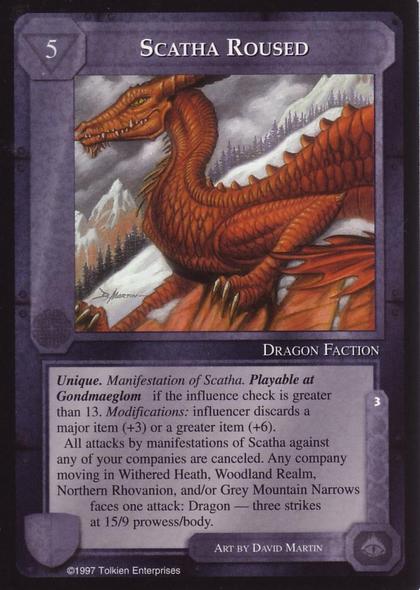 5
SCATHA ROUSED
D. MARTIN
DRAGON FACTION
Unique. Manifestation of Scatha. Playable at
Gondmaeglom if the influence check is greater
than 13. Modifications: influencer discards a
major item (+3) or a greater item (+6).
All attacks by manifestations of Scatha against
any of your companies are canceled. Any company
moving in Withered Heath, Woodland Realm,
Northern Rhovanion, and/or Grey Mountain Narrows
faces one attack: Dragon — three strikes
at 15/9 prowess/body.
3
ART BY DAVID MARTIN
©1997 Tolkien Enterprises